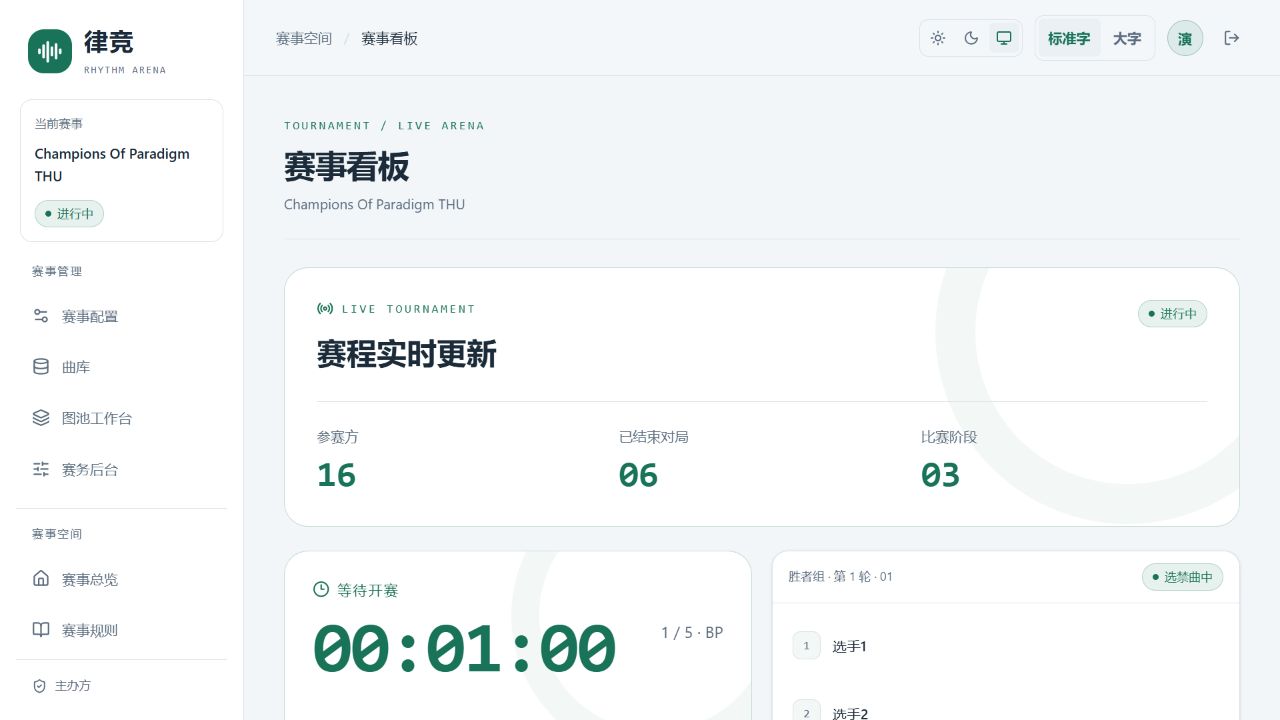 律竞
RHYTHM ARENA
当前赛事
Champions Of Paradigm
THU
进行中
赛事管理
赛事配置
曲库
图池工作台
赛务后台
赛事空间
赛事总览
赛事规则
主办方
赛事空间 / 赛事看板
标准字 大字 演
TOURNAMENT / LIVE ARENA
赛事看板
Champions Of Paradigm THU
LIVE TOURNAMENT
进行中
赛程实时更新
参赛方 已结束对局 比赛阶段
16 06 03
等待开赛
00:01:00
1 / 5 · BP
胜者组 · 第 1 轮 · 01
选禁曲中
1 选手1
2 选手2